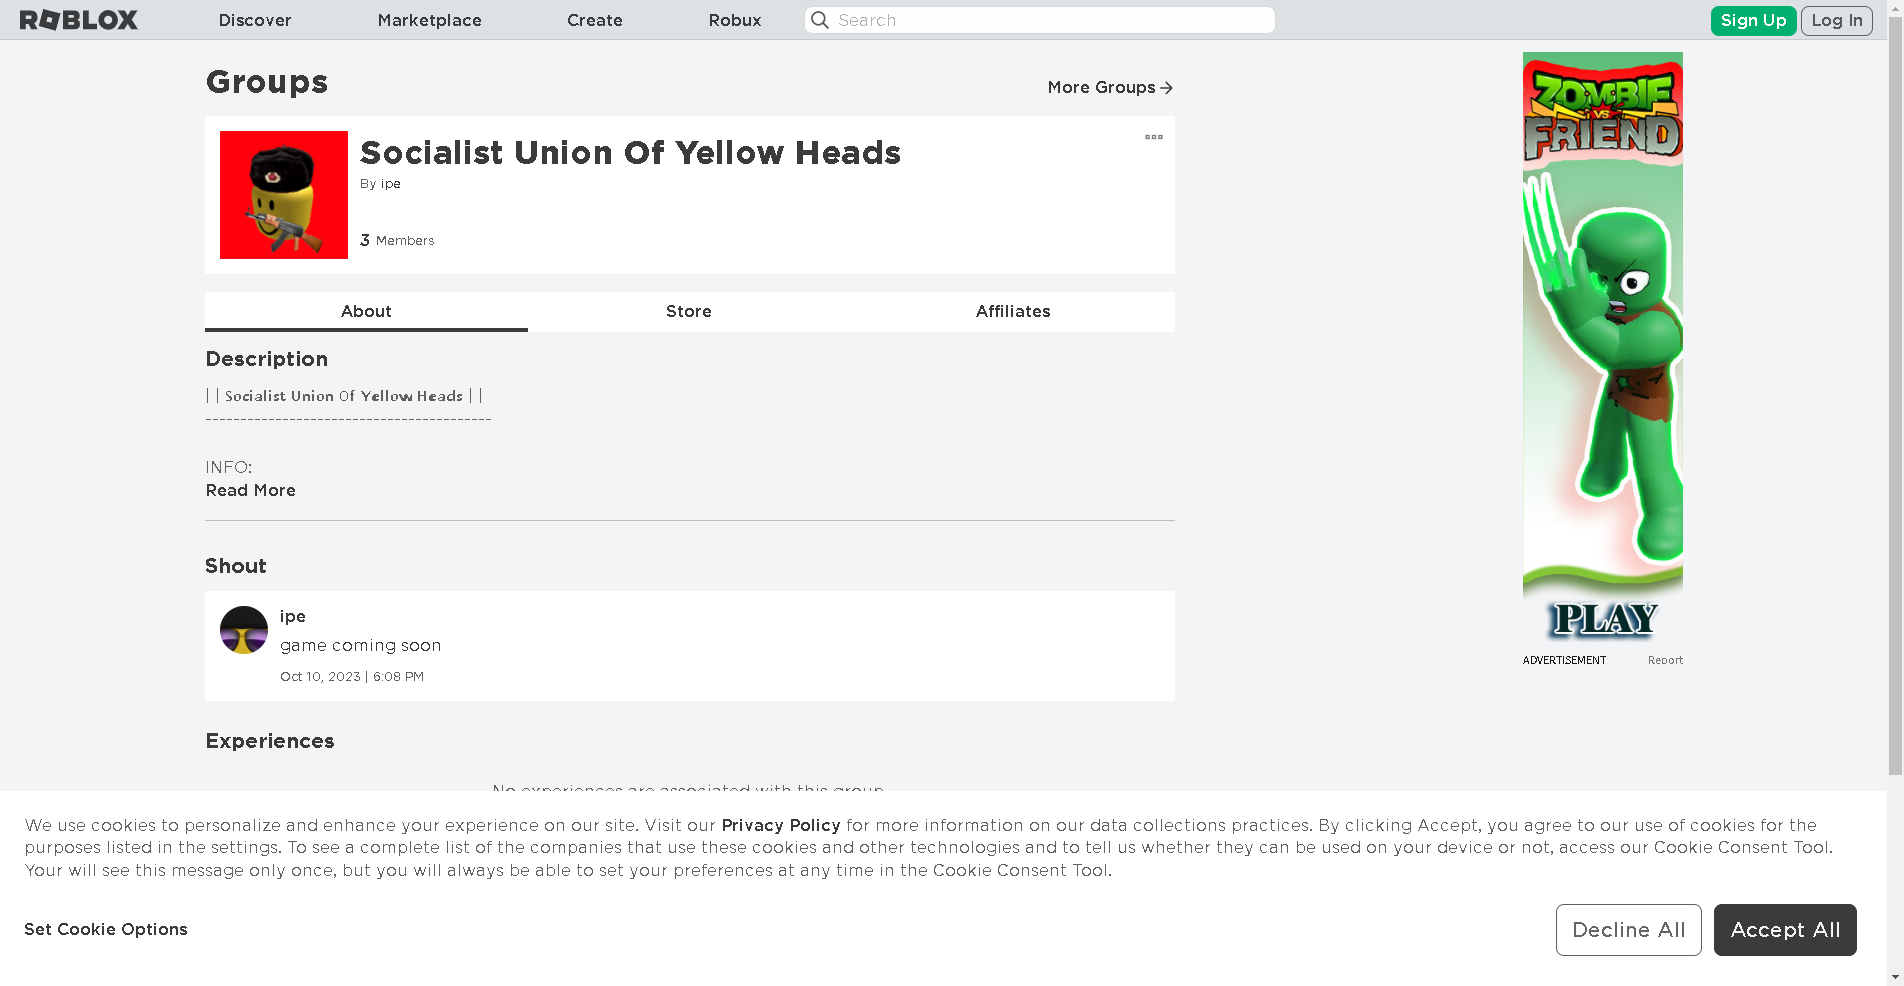 ROBLOX Discover Marketplace Create Robux Search Sign Up Log In
Groups
More Groups
Socialist Union Of Yellow Heads
By ipe
3 Members
About Store Affiliates
Description
| | Socialist Union Of Yellow Heads | |
-----------------------------------------
INFO:
Read More
Shout
ipe
game coming soon
Oct 10, 2023 | 6:08 PM
Experiences
No experiences are associated with this group
ZOMBIE
VS
FRIEND
PLAY
ADVERTISEMENT Report
We use cookies to personalize and enhance your experience on our site. Visit our Privacy Policy for more information on our data collections practices. By clicking Accept, you agree to our use of cookies for the
purposes listed in the settings. To see a complete list of the companies that use these cookies and other technologies and to tell us whether they can be used on your device or not, access our Cookie Consent Tool.
Your will see this message only once, but you will always be able to set your preferences at any time in the Cookie Consent Tool.
Set Cookie Options
Decline All Accept All